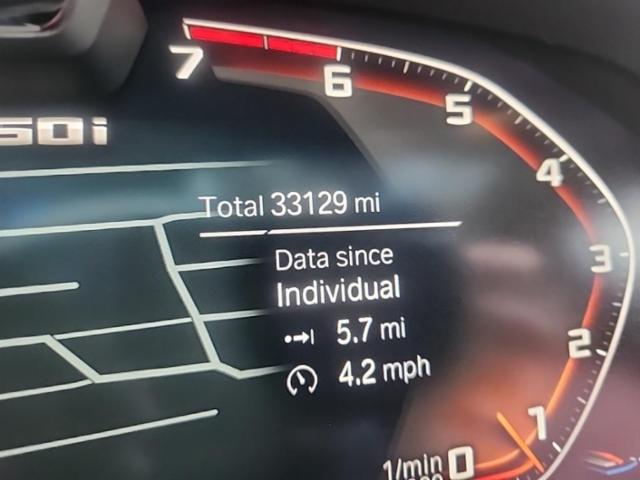 7
6
5
50i
4
Total 33129 mi
3
Data since
Individual
5.7 mi
2
4.2 mph
1
1/min 0